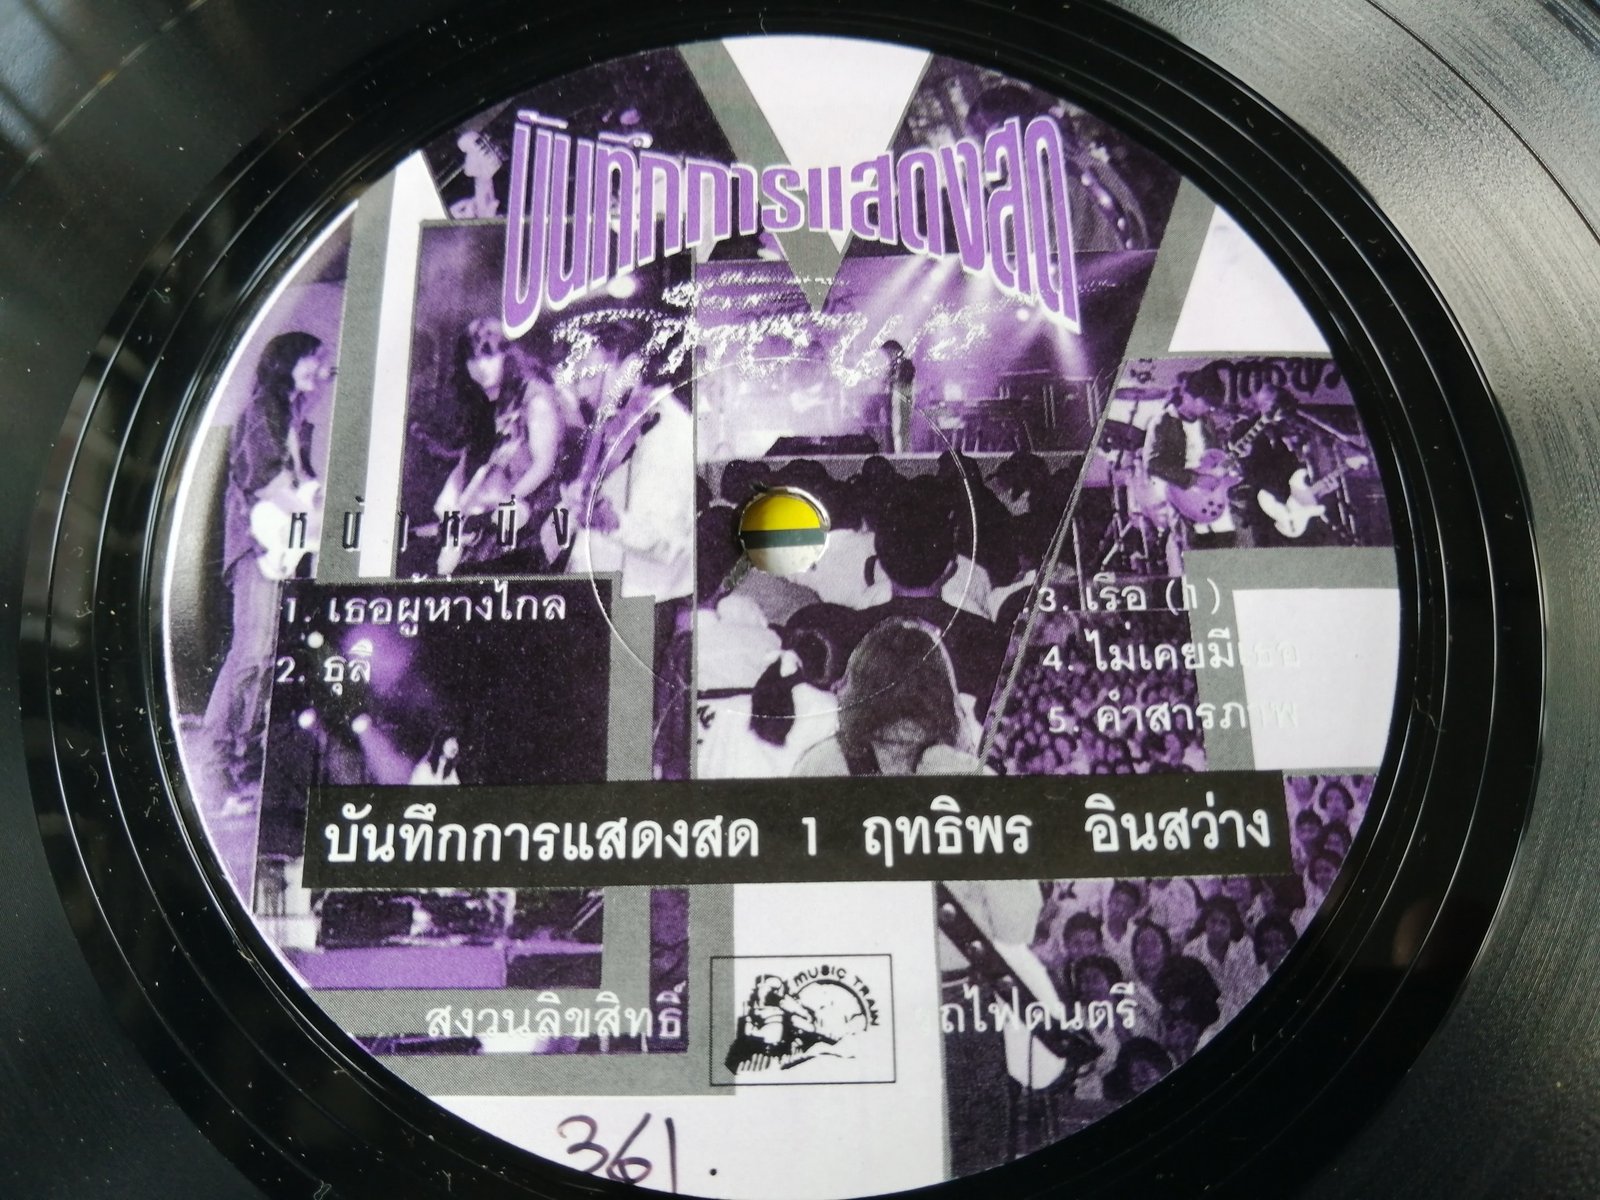 บันทึกการแสดงสด
หน้าหนึ่ง
1. เธอผู้ห่างไกล
2. ธุลี
3. เรือ (1)
4. ไม่เคยมีเธอ
5. คำสารภาพ
บันทึกการแสดงสด 1 ฤทธิพร อินสว่าง
สงวนลิขสิทธิ์
MUSIC TRAIN
รถไฟดนตรี
361.